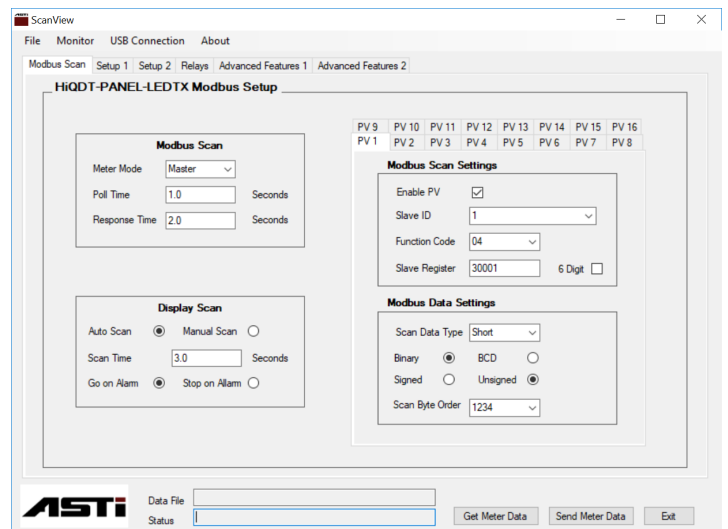 ScanView
File Monitor USB Connection About
Modbus Scan Setup 1 Setup 2 Relays Advanced Features 1 Advanced Features 2
HiQDT-PANEL-LEDTX Modbus Setup
Modbus Scan
Meter Mode Master
Poll Time 1.0 Seconds
Response Time 2.0 Seconds
Display Scan
Auto Scan Manual Scan
Scan Time 3.0 Seconds
Go on Alarm Stop on Allarm
PV 9 PV 10 PV 11 PV 12 PV 13 PV 14 PV 15 PV 16
PV 1 PV 2 PV 3 PV 4 PV 5 PV 6 PV 7 PV 8
Modbus Scan Settings
Enable PV
Slave ID 1
Function Code 04
Slave Register 30001 6 Digit
Modbus Data Settings
Scan Data Type Short
Binary BCD
Signed Unsigned
Scan Byte Order 1234
ASTi
Data File
Status
Get Meter Data Send Meter Data Exit